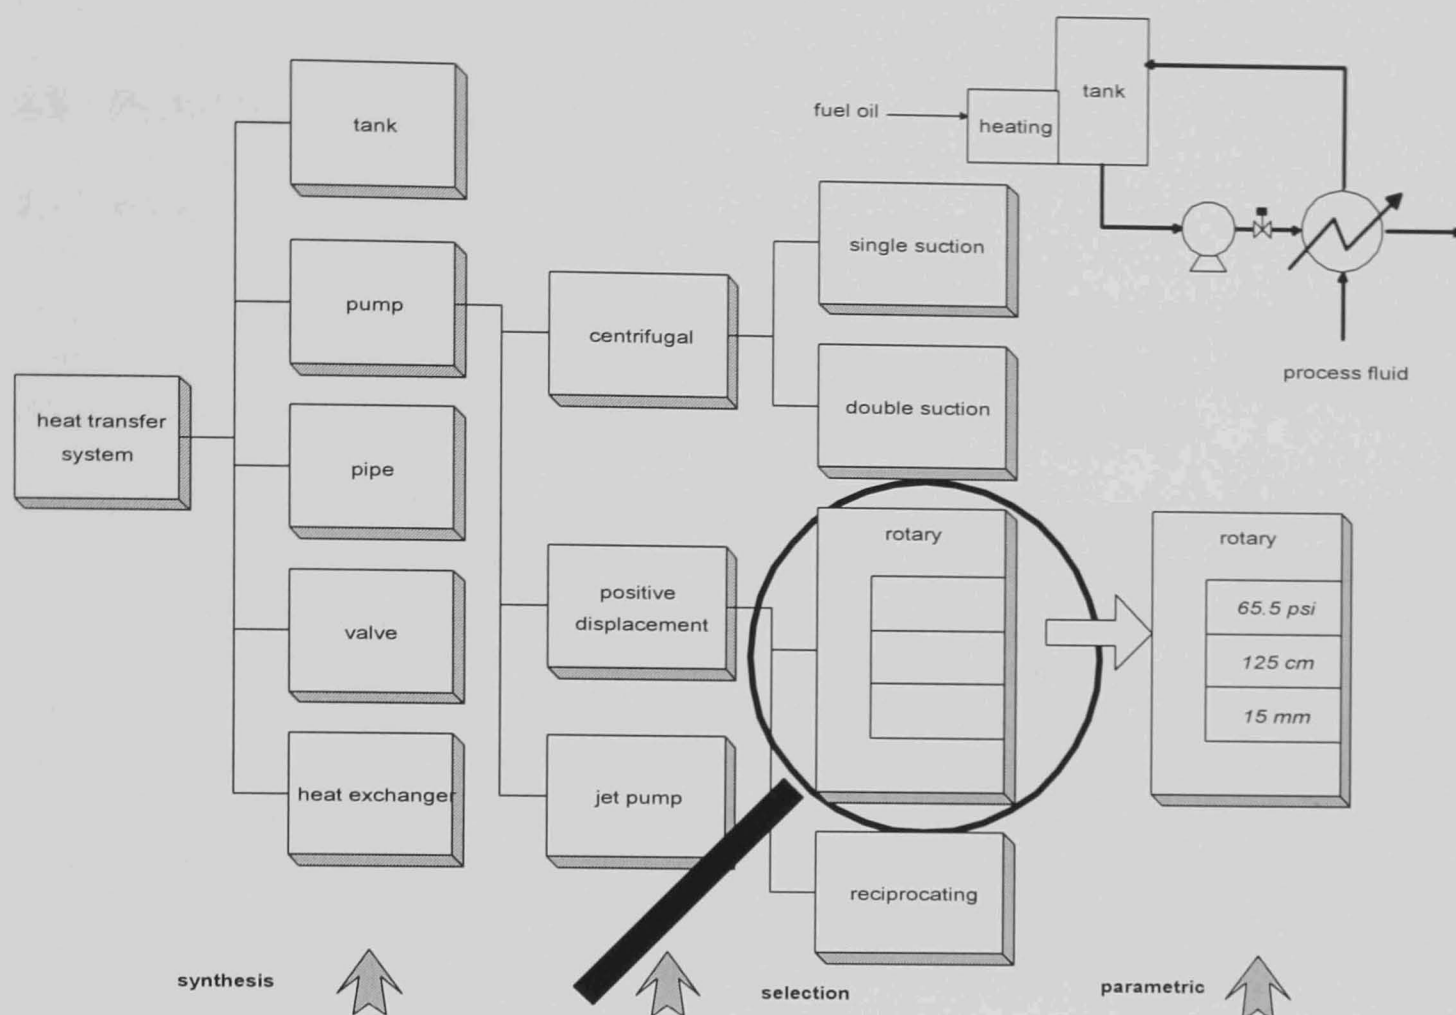 tank
fuel oil
heating
tank
single suction
pump
centrifugal
process fluid
double suction
heat transfer
system
pipe
rotary
rotary
positive
displacement
65.5 psi
valve
125 cm
15 mm
heat exchanger
jet pump
reciprocating
synthesis
selection
parametric